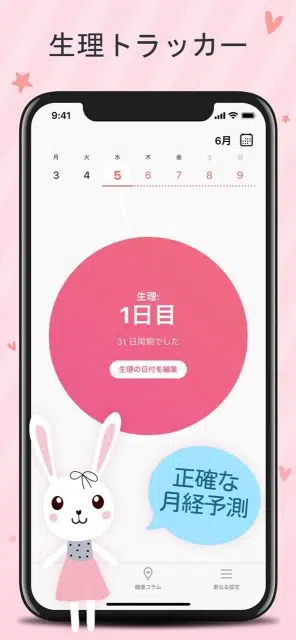 生理トラッカー
9:41
6月
月 火 水 木 金 土 日
3 4 5 6 7 8 9
生理:
1日目
31日周期でした
生理の日付を編集
正確な
月経予測
健康コラム 更なる設定